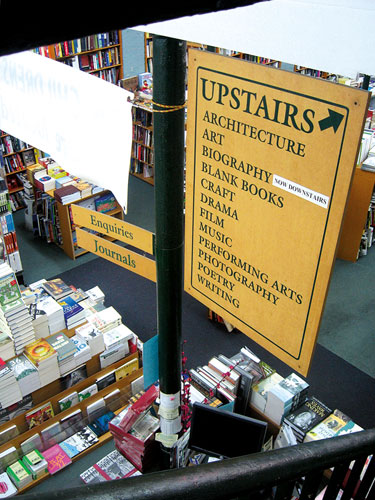 UPSTAIRS
ARCHITECTURE
ART
BIOGRAPHY NOW DOWNSTAIRS
BLANK BOOKS
CRAFT
DRAMA
FILM
MUSIC
PERFORMING ARTS
PHOTOGRAPHY
POETRY
WRITING
Enquiries
Journals